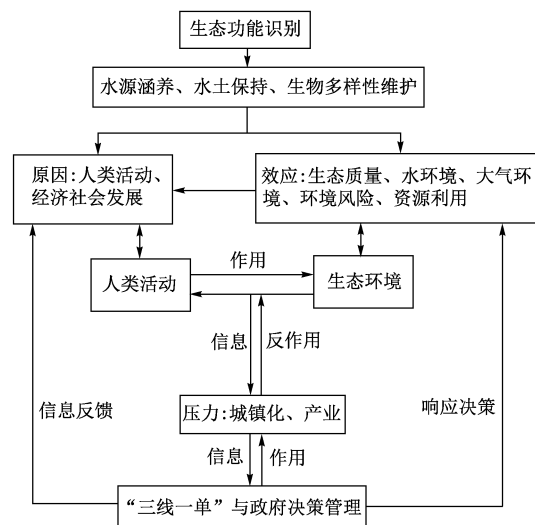 生态功能识别
水源涵养、水土保持、生物多样性维护
原因:人类活动、
经济社会发展
效应:生态质量、水环境、大气环
境、环境风险、资源利用
作用
人类活动
生态环境
信息
反作用
信息反馈
压力:城镇化、产业
响应决策
信息
作用
“三线一单”与政府决策管理